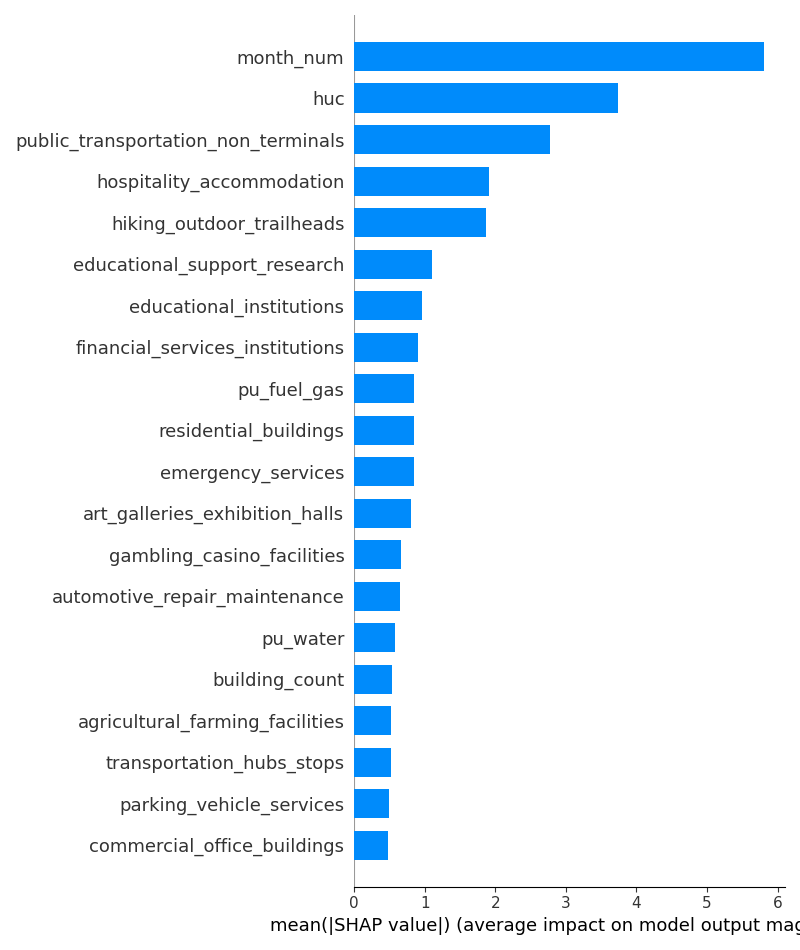 month_num
huc
public_transportation_non_terminals
hospitality_accommodation
hiking_outdoor_trailheads
educational_support_research
educational_institutions
financial_services_institutions
pu_fuel_gas
residential_buildings
emergency_services
art_galleries_exhibition_halls
gambling_casino_facilities
automotive_repair_maintenance
pu_water
building_count
agricultural_farming_facilities
transportation_hubs_stops
parking_vehicle_services
commercial_office_buildings
0 1 2 3 4 5 6
mean(|SHAP value|) (average impact on model output mag